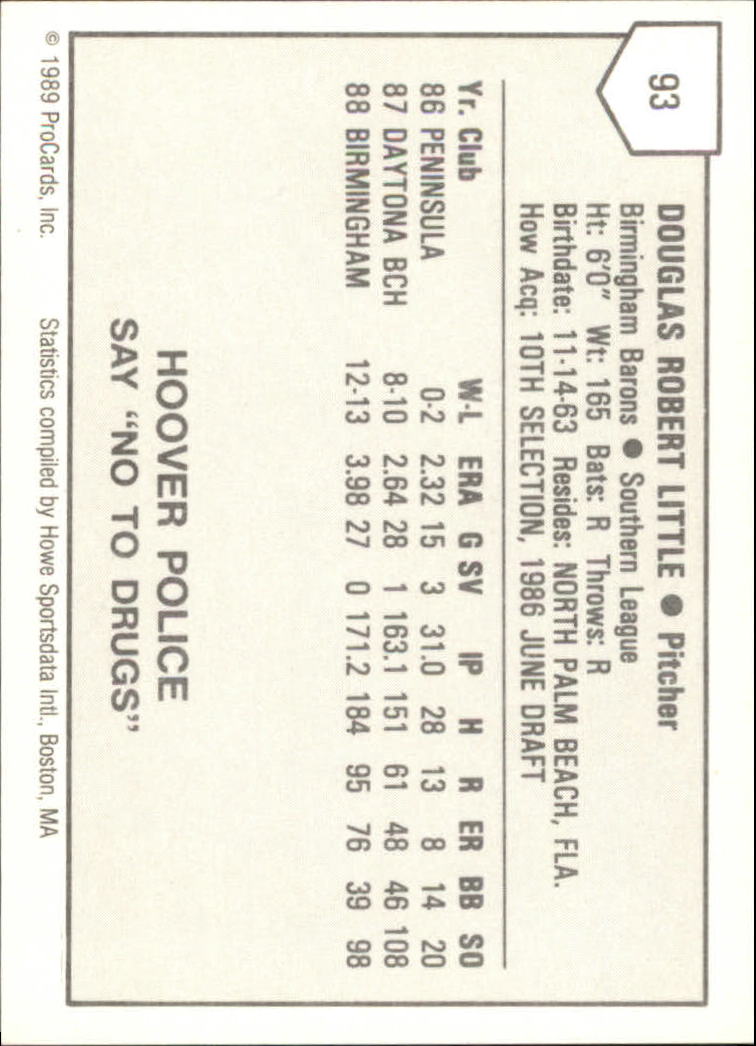 93
DOUGLAS ROBERT LITTLE ● Pitcher
Birmingham Barons ● Southern League
Ht: 6'0" Wt: 165 Bats: R Throws: R
Birthdate: 11-14-63 Resides: NORTH PALM BEACH, FLA.
How Acq: 10TH SELECTION, 1986 JUNE DRAFT
Yr. Club W-L ERA G SV IP H R ER BB SO
86 PENINSULA 0-2 2.32 15 3 31.0 28 13 8 14 20
87 DAYTONA BCH 8-10 2.64 28 1 163.1 151 61 48 46 108
88 BIRMINGHAM 12-13 3.98 27 0 171.2 184 95 76 39 98
HOOVER POLICE
SAY “NO TO DRUGS”
© 1989 ProCards, Inc. Statistics compiled by Howe Sportsdata Intl., Boston, MA